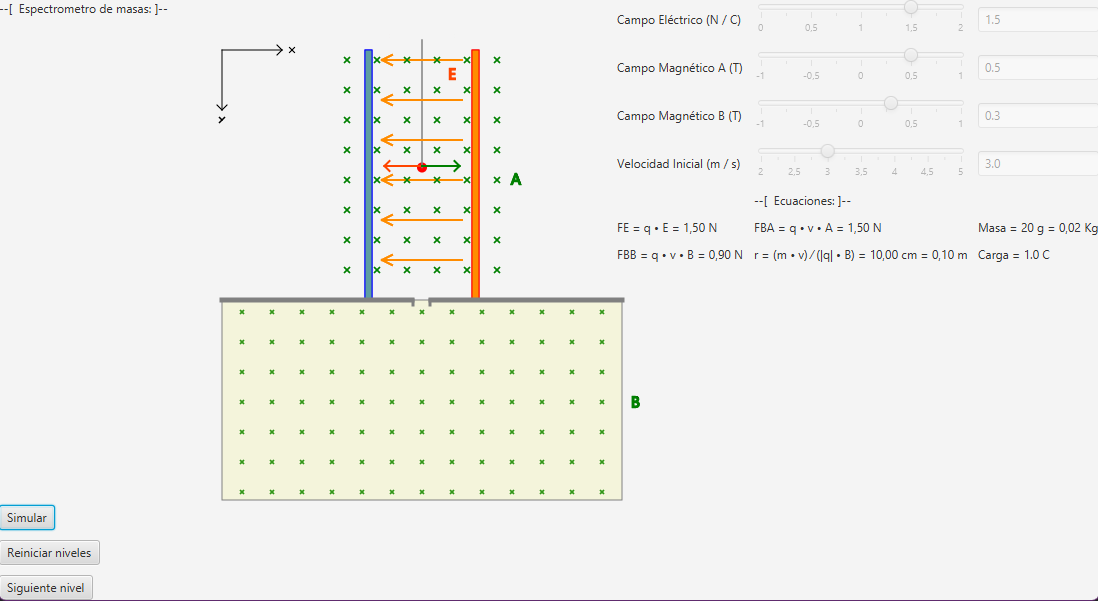 --[ Espectrometro de masas: ]--
x
y
E
A
B
Campo Eléctrico (N / C)
0 0,5 1 1,5 2
1.5
Campo Magnético A (T)
-1 -0,5 0 0,5 1
0.5
Campo Magnético B (T)
-1 -0,5 0 0,5 1
0.3
Velocidad Inicial (m / s)
2 2,5 3 3,5 4 4,5 5
3.0
--[ Ecuaciones: ]--
FE = q • E = 1,50 N FBA = q • v • A = 1,50 N Masa = 20 g = 0,02 Kg
FBB = q • v • B = 0,90 N r = (m • v)/(|q| • B) = 10,00 cm = 0,10 m Carga = 1.0 C
Simular
Reiniciar niveles
Siguiente nivel